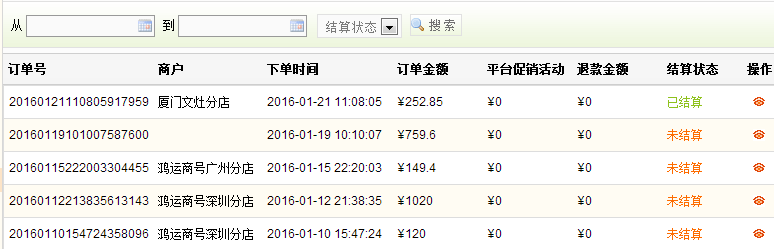 从 到 结算状态 搜索
订单号 商户 下单时间 订单金额 平台促销活动 退款金额 结算状态 操作
20160121110805917959 厦门文灶分店 2016-01-21 11:08:05 ¥252.85 ¥0 ¥0 已结算
20160119101007587600 2016-01-19 10:10:07 ¥759.6 ¥0 ¥0 未结算
20160115222003304455 鸿运商号广州分店 2016-01-15 22:20:03 ¥149.4 ¥0 ¥0 未结算
20160112213835613143 鸿运商号深圳分店 2016-01-12 21:38:35 ¥1020 ¥0 ¥0 未结算
20160110154724358096 鸿运商号深圳分店 2016-01-10 15:47:24 ¥120 ¥0 ¥0 未结算